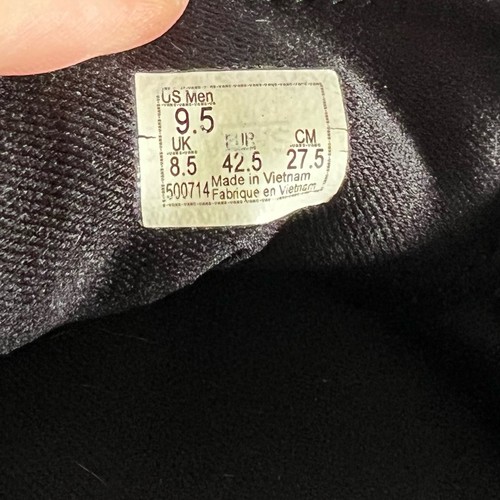 US Men
9.5
UK EUR CM
8.5 42.5 27.5
500714 Made in Vietnam
Fabrique en Vietnam